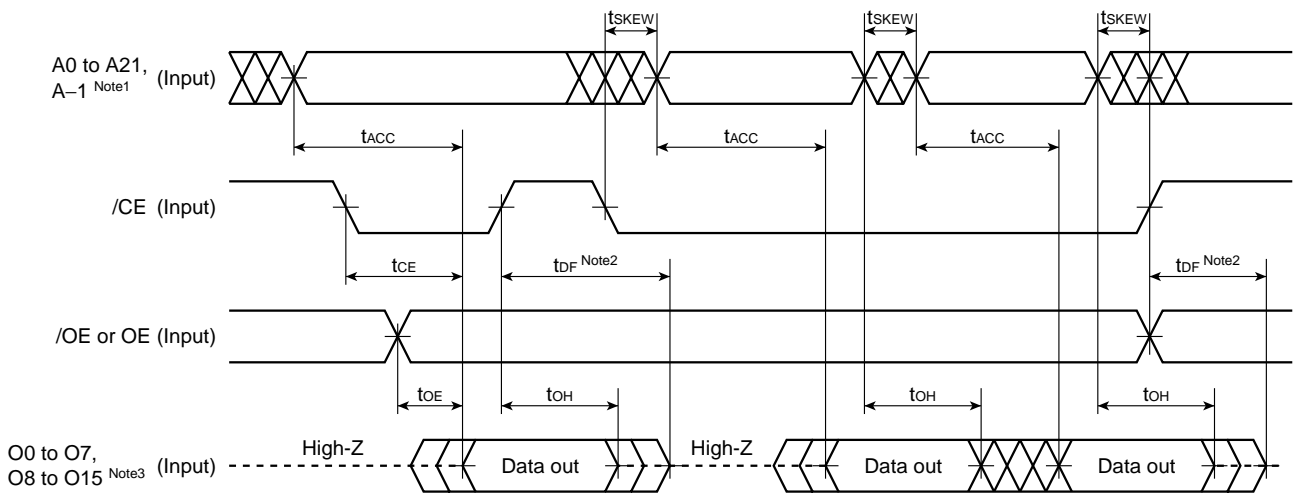 tSKEW tSKEW tSKEW
A0 to A21,
A−1 Note1 (Input)
tACC tACC tACC
/CE (Input)
tCE tDF Note2 tDF Note2
/OE or OE (Input)
tOE tOH tOH tOH
O0 to O7,
O8 to O15 Note3 (Input)
High-Z Data out High-Z Data out Data out